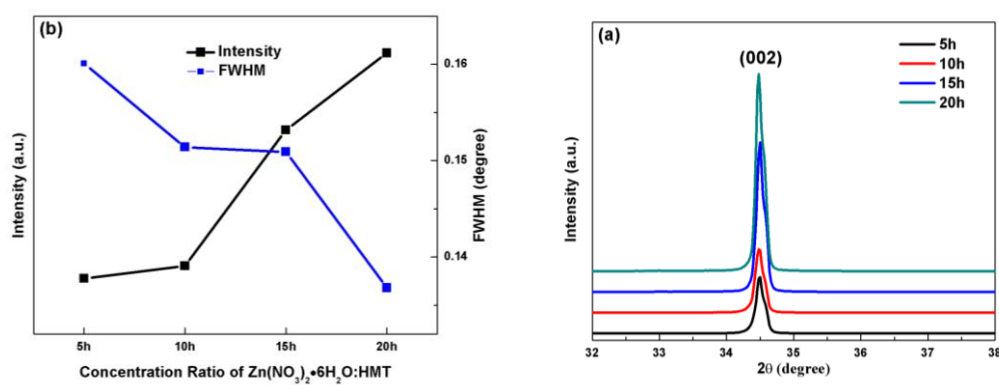 (b)
Intensity
FWHM
Intensity (a.u.)
0.16
0.15
0.14
FWHM (degree)
5h 10h 15h 20h
Concentration Ratio of Zn(NO₃)₂•6H₂O:HMT
(a)
(002)
5h
10h
15h
20h
Intensity (a.u.)
32 33 34 35 36 37 38
2θ (degree)